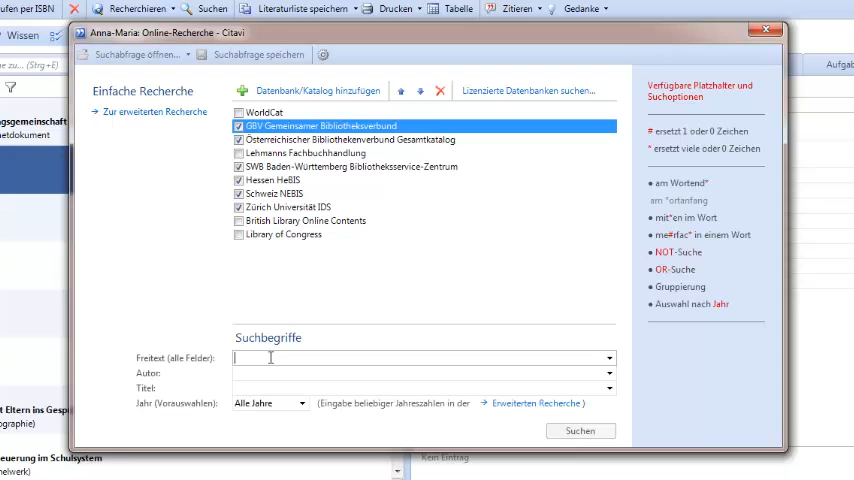 ufen per ISBN Recherchieren Suchen Literaturliste speichern Drucken Tabelle Zitieren Gedanke
Wissen
che zu... (Strg+E)
Aufgab
Anna-Maria: Online-Recherche - Citavi
Suchabfrage öffnen... Suchabfrage speichern
Einfache Recherche
Zur erweiterten Recherche
Datenbank/Katalog hinzufügen Lizenzierte Datenbanken suchen...
WorldCat
GBV Gemeinsamer Bibliotheksverbund
Österreichischer Bibliothekenverbund Gesamtkatalog
Lehmanns Fachbuchhandlung
SWB Baden-Württemberg Bibliotheksservice-Zentrum
Hessen HeBIS
Schweiz NEBIS
Zürich Universität IDS
British Library Online Contents
Library of Congress
Verfügbare Platzhalter und
Suchoptionen
# ersetzt 1 oder 0 Zeichen
* ersetzt viele oder 0 Zeichen
am Wortend*
am *ortanfang
mit*en im Wort
me#rfac* in einem Wort
NOT-Suche
OR-Suche
Gruppierung
Auswahl nach Jahr
Suchbegriffe
Freitext (alle Felder):
Autor:
Titel:
Jahr (Vorauswahlen): Alle Jahre (Eingabe beliebiger Jahreszahlen in der Erweiterten Recherche )
Suchen
gsgemeinschaft
netdokument
t Eltern ins Gesp
ographie)
euerung im Schulsystem
nelwerk)
Kein Eintrag